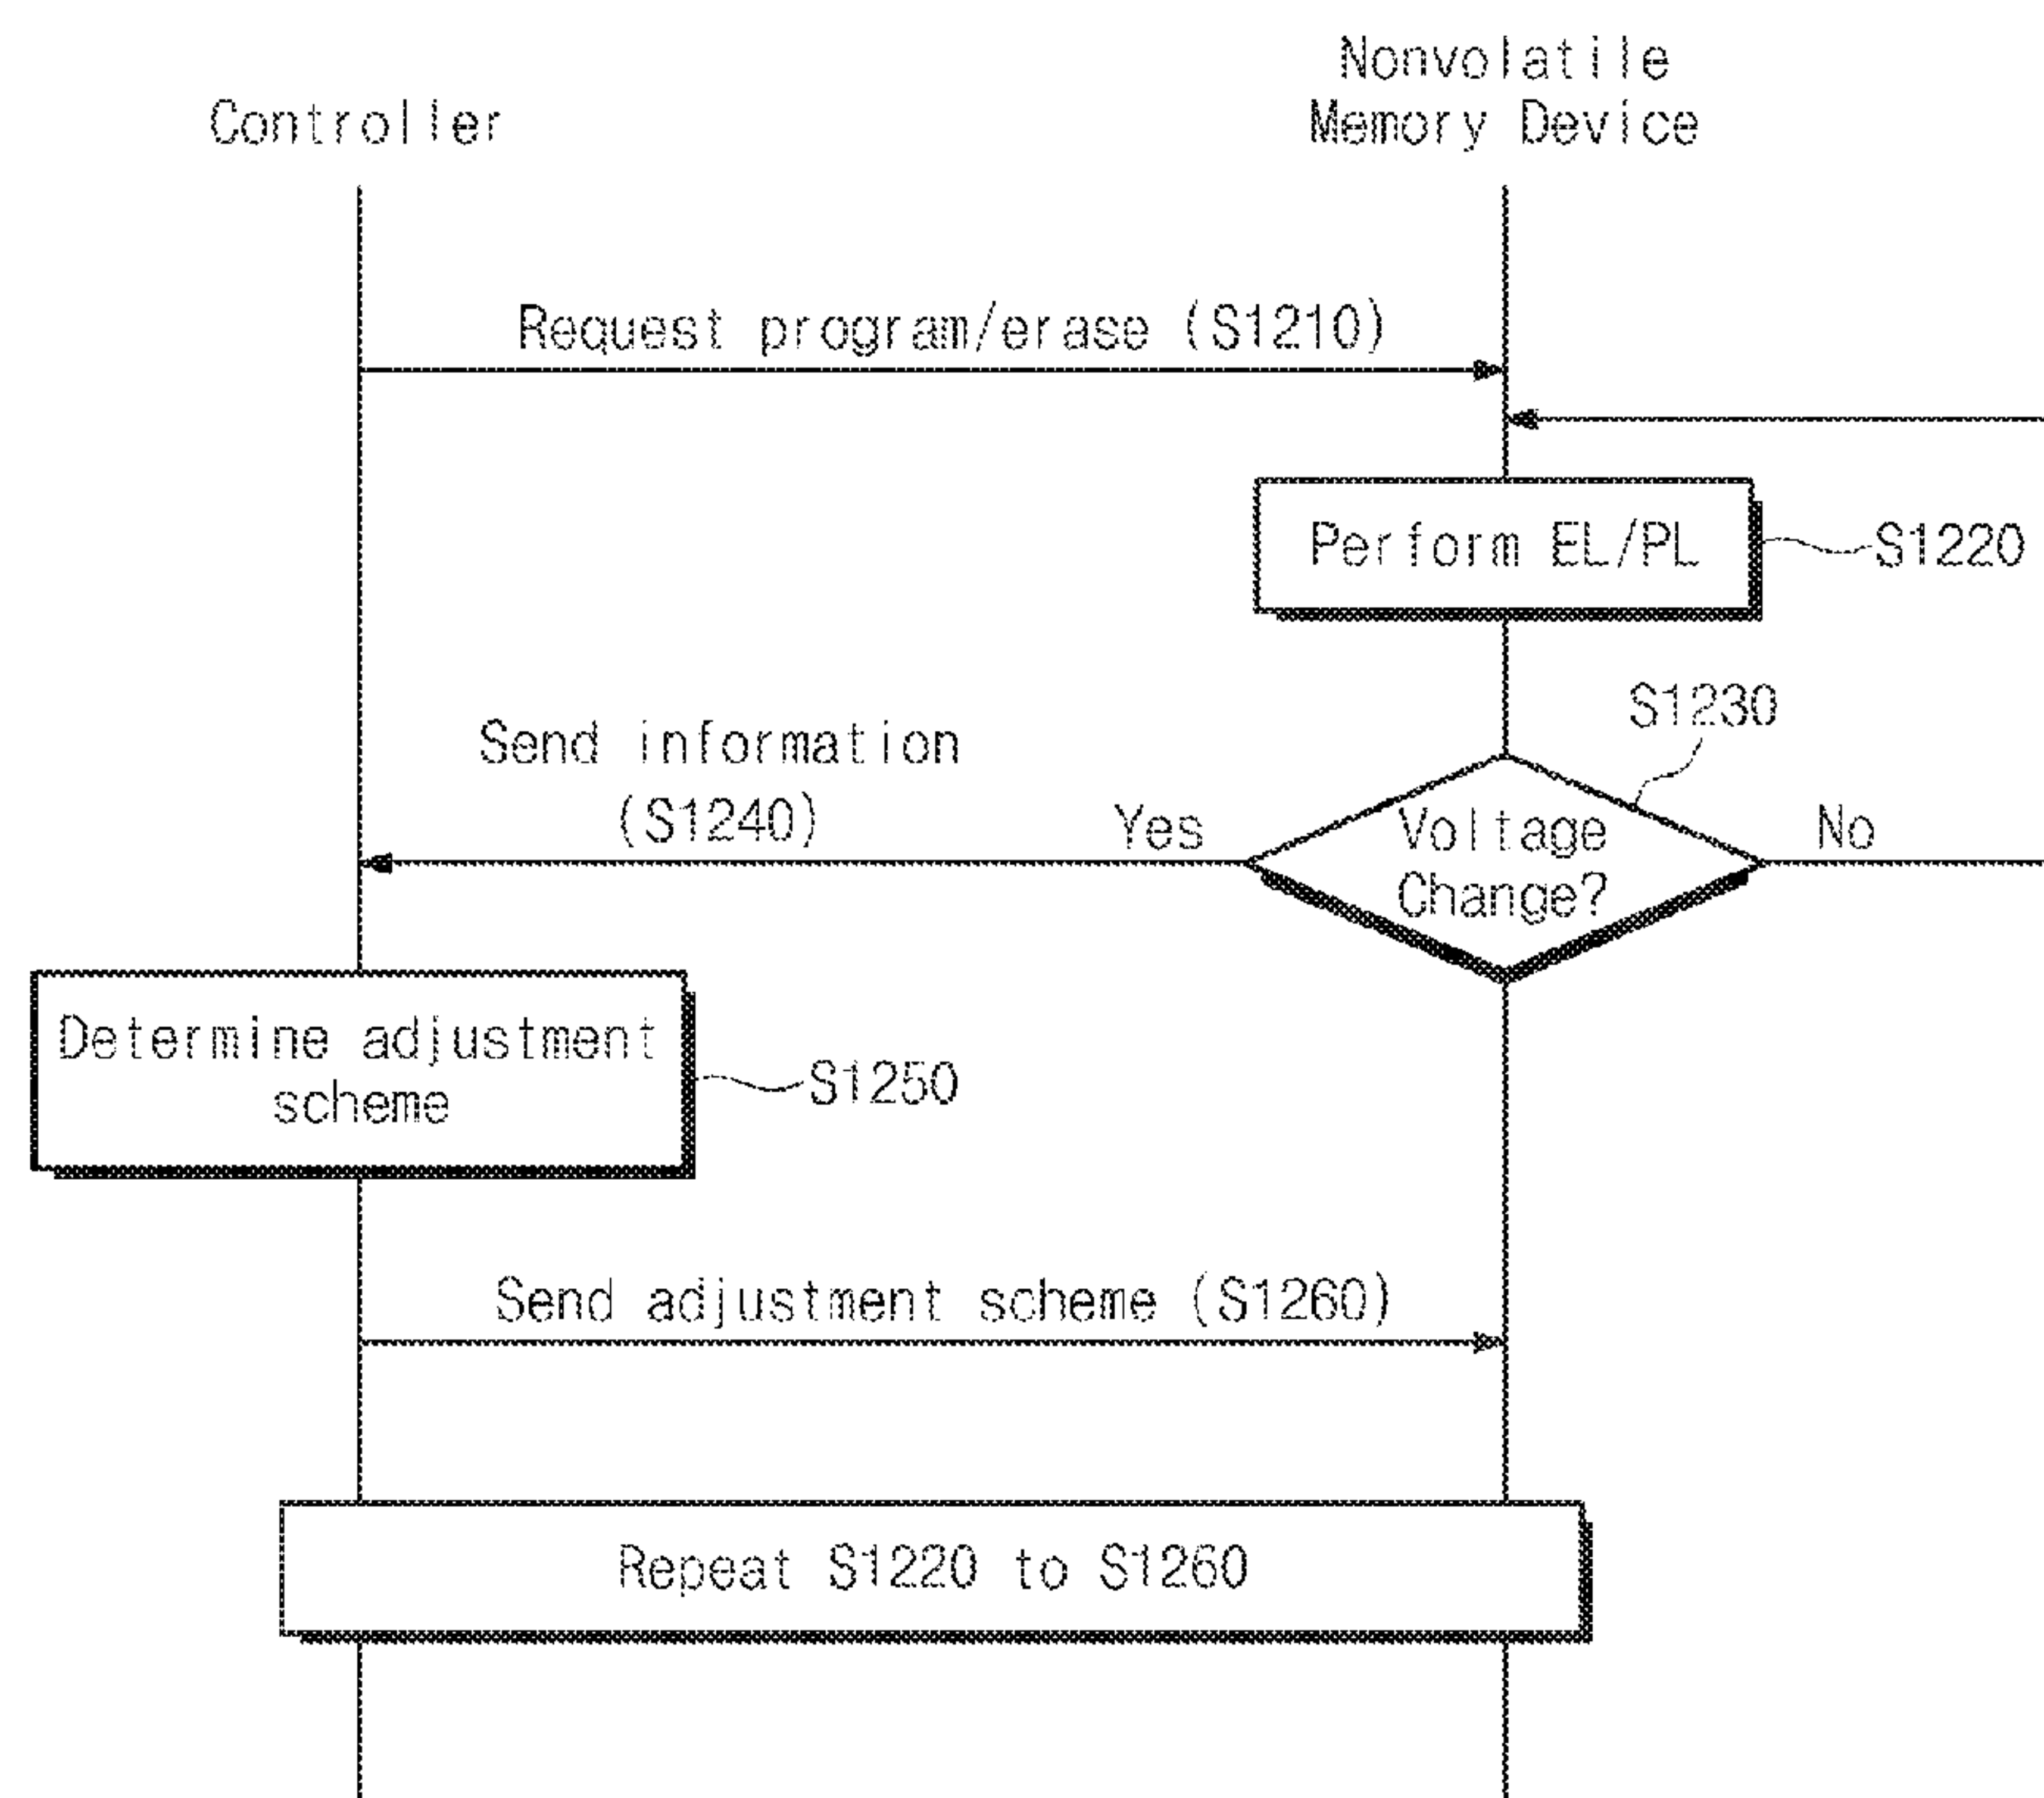 Controller
Nonvolatile
Memory Device
Request program/erase (S1210)
Perform EL/PL
S1220
S1230
Send information
(S1240)
Yes
Voltage
Change?
No
Determine adjustment
scheme
S1250
Send adjustment scheme (S1260)
Repeat S1220 to S1260